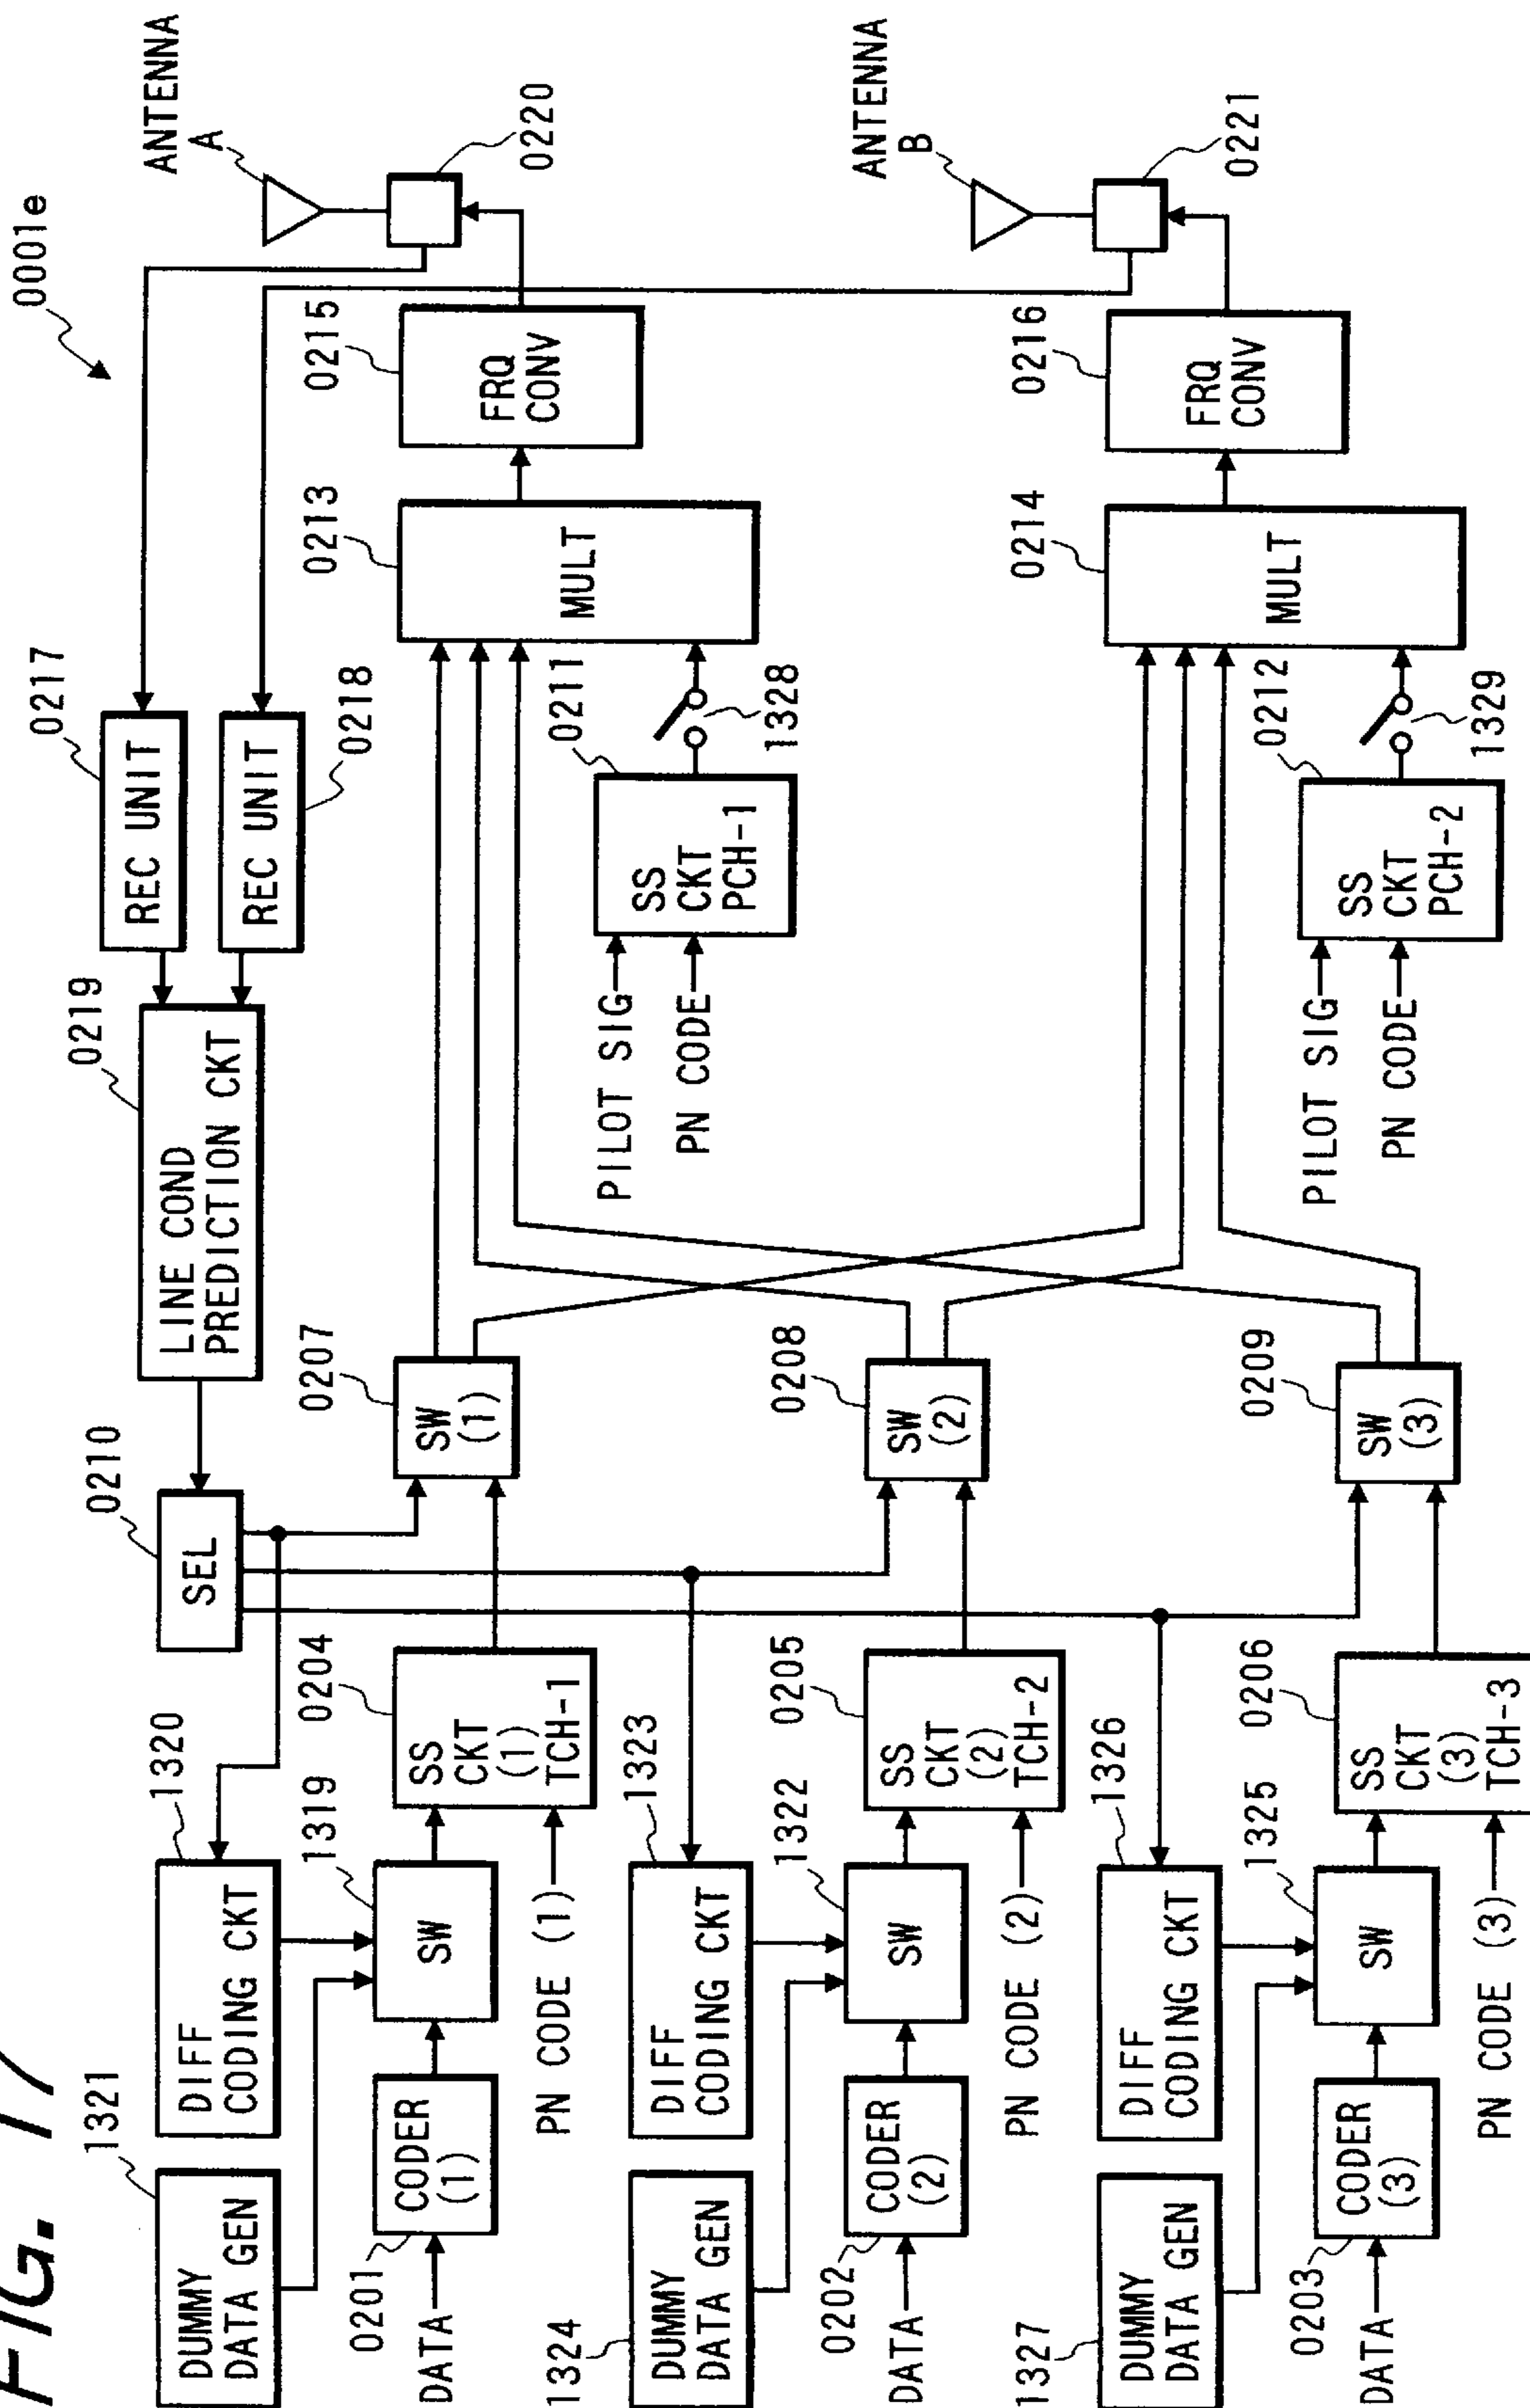 FIG. 17
0001e
1321
DUMMY
DATA GEN
1320
DIFF
CODING CKT
0210
SEL
0219
LINE COND
PREDICTION CKT
0217
REC UNIT
REC UNIT
0218
ANTENNA
A
0220
0201
DATA
CODER
(1)
1319
SW
PN CODE (1)
0204
SS
CKT
(1)
TCH-1
0207
SW
(1)
PILOT SIG
PN CODE
0211
SS
CKT
PCH-1
1328
0213
MULT
0215
FRQ
CONV
1324
DUMMY
DATA GEN
1323
DIFF
CODING CKT
0202
DATA
CODER
(2)
1322
SW
PN CODE (2)
0205
SS
CKT
(2)
TCH-2
0208
SW
(2)
ANTENNA
B
0221
1327
DUMMY
DATA GEN
1326
DIFF
CODING CKT
0203
DATA
CODER
(3)
1325
SW
PN CODE (3)
0206
SS
CKT
(3)
TCH-3
0209
SW
(3)
PILOT SIG
PN CODE
0212
SS
CKT
PCH-2
1329
0214
MULT
0216
FRQ
CONV